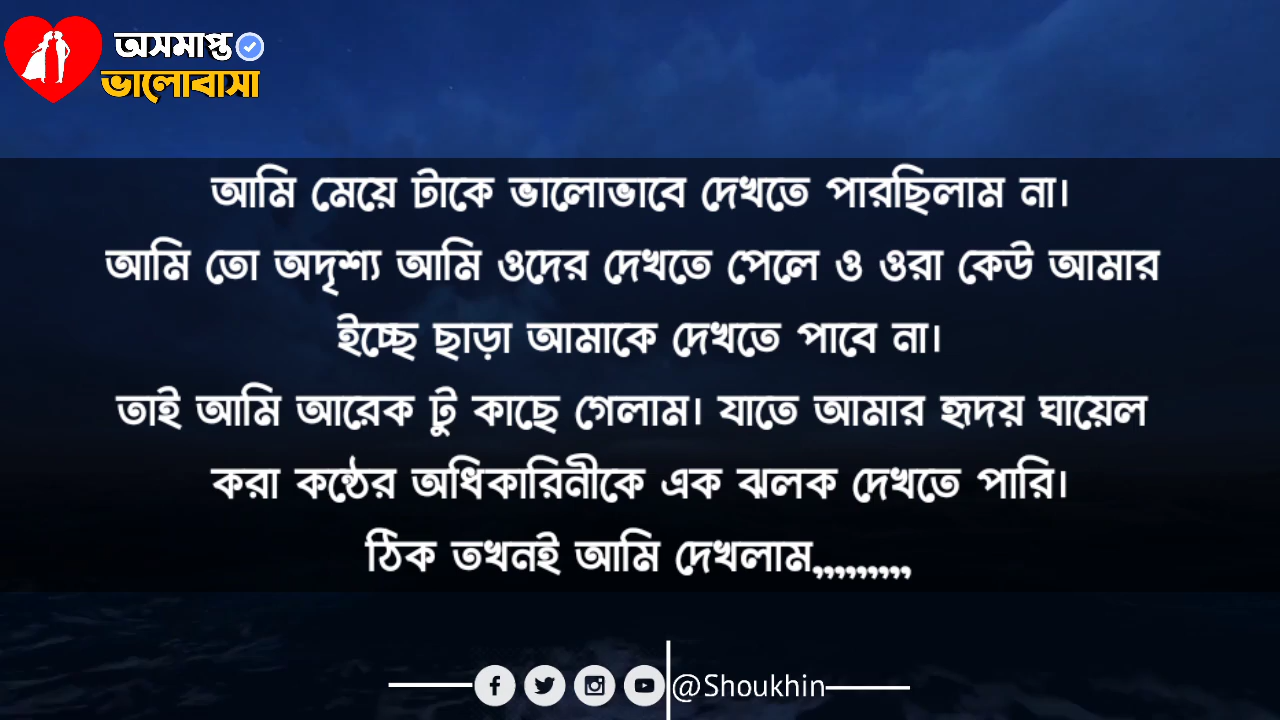 অসমাপ্ত
ভালোবাসা
আমি মেয়ে টাকে ভালোভাবে দেখতে পারছিলাম না।
আমি তো অদৃশ্য আমি ওদের দেখতে পেলে ও ওরা কেউ আমার
ইচ্ছে ছাড়া আমাকে দেখতে পাবে না।
তাই আমি আরেক টু কাছে গেলাম। যাতে আমার হৃদয় ঘায়েল
করা কন্ঠের অধিকারিনীকে এক ঝলক দেখতে পারি।
ঠিক তখনই আমি দেখলাম,,,,,,,,,
@Shoukhin